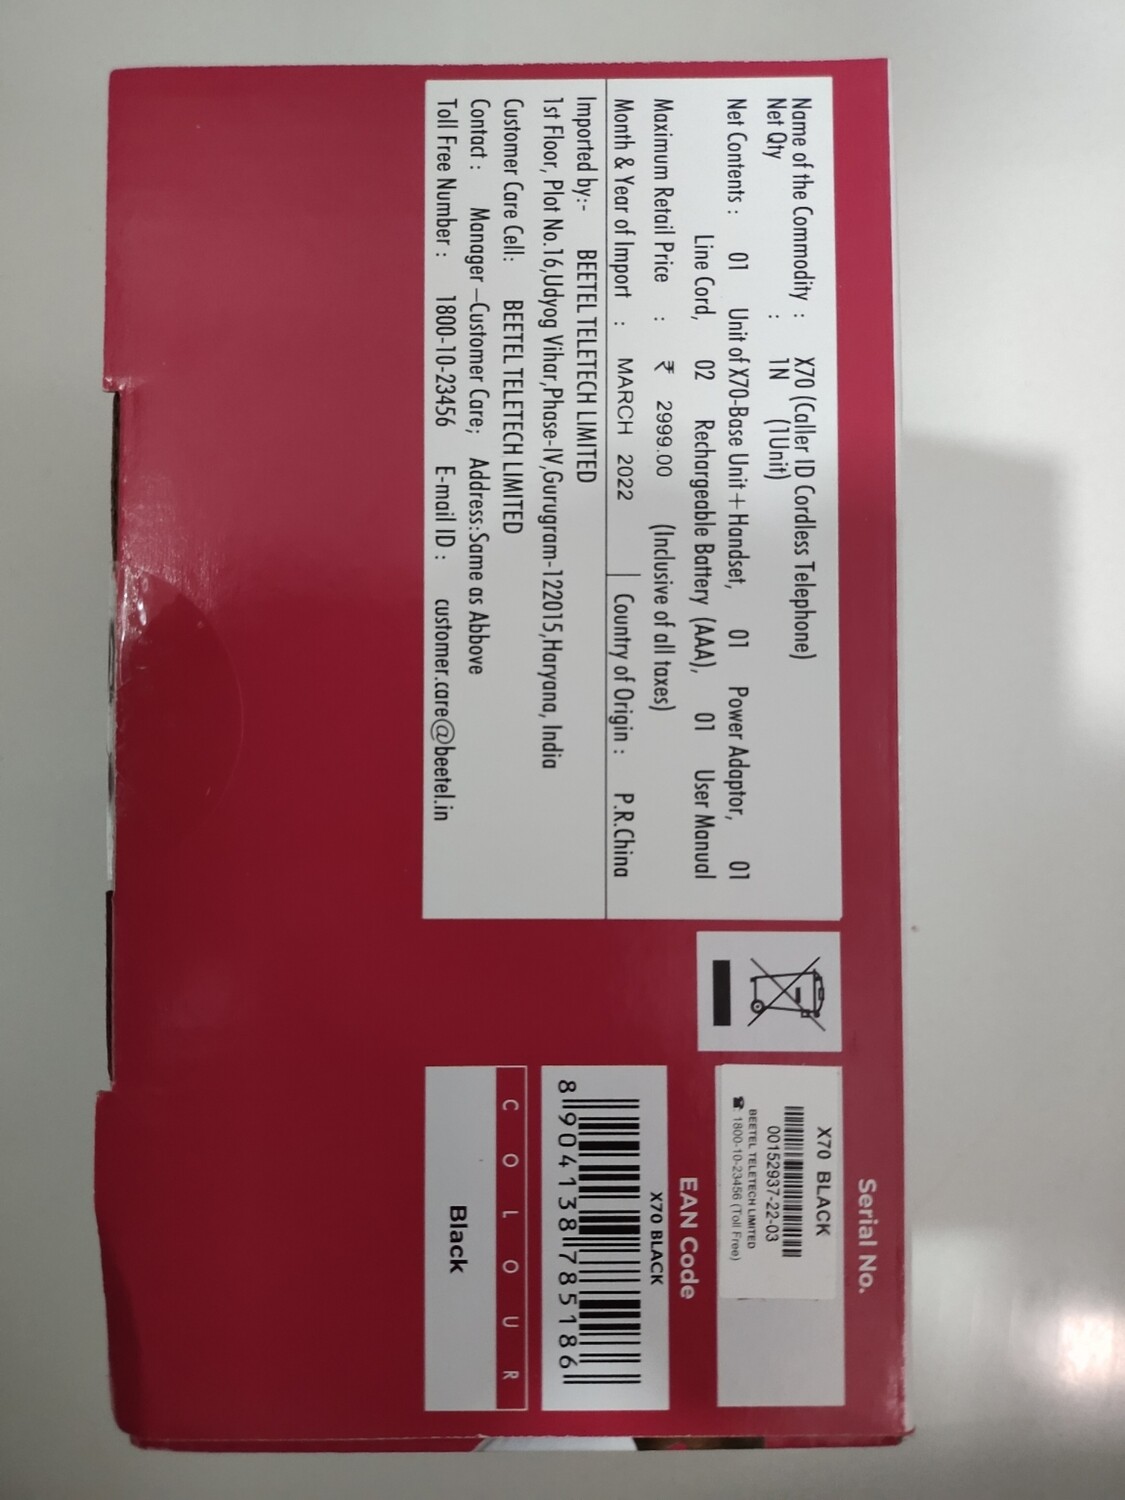 Name of the Commodity : X70 (Caller ID Cordless Telephone)
Net Qty : 1N (1Unit)
Net Contents : 01 Unit of X70-Base Unit + Handset, 01 Power Adaptor, 01
Line Cord, 02 Rechargeable Battery (AAA), 01 User Manual
Maximum Retail Price : ₹ 2999.00 (Inclusive of all taxes)
Month & Year of Import : MARCH 2022 Country of Origin : P.R.China
Imported by:- BEETEL TELETECH LIMITED
1st Floor, Plot No.16,Udyog Vihar,Phase-IV,Gurugram-122015,Haryana, India
Customer Care Cell: BEETEL TELETECH LIMITED
Contact : Manager –Customer Care; Address:Same as Abbove
Toll Free Number : 1800-10-23456 E-mail ID : customer.care@beetel.in
Serial No.
X70 BLACK
00152937-22-03
BEETEL TELETECH LIMITED
☎: 1800-10-23456 (Toll Free)
EAN Code
X70 BLACK
8 904138 785186
COLOUR
Black